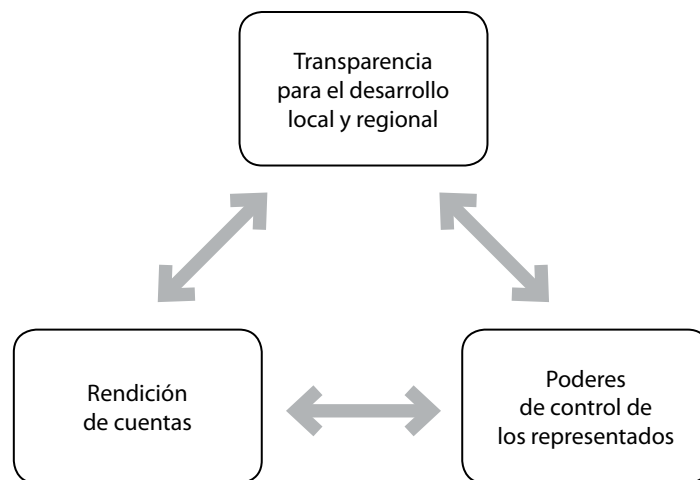 Transparencia
para el desarrollo
local y regional
Rendición
de cuentas
Poderes
de control de
los representados